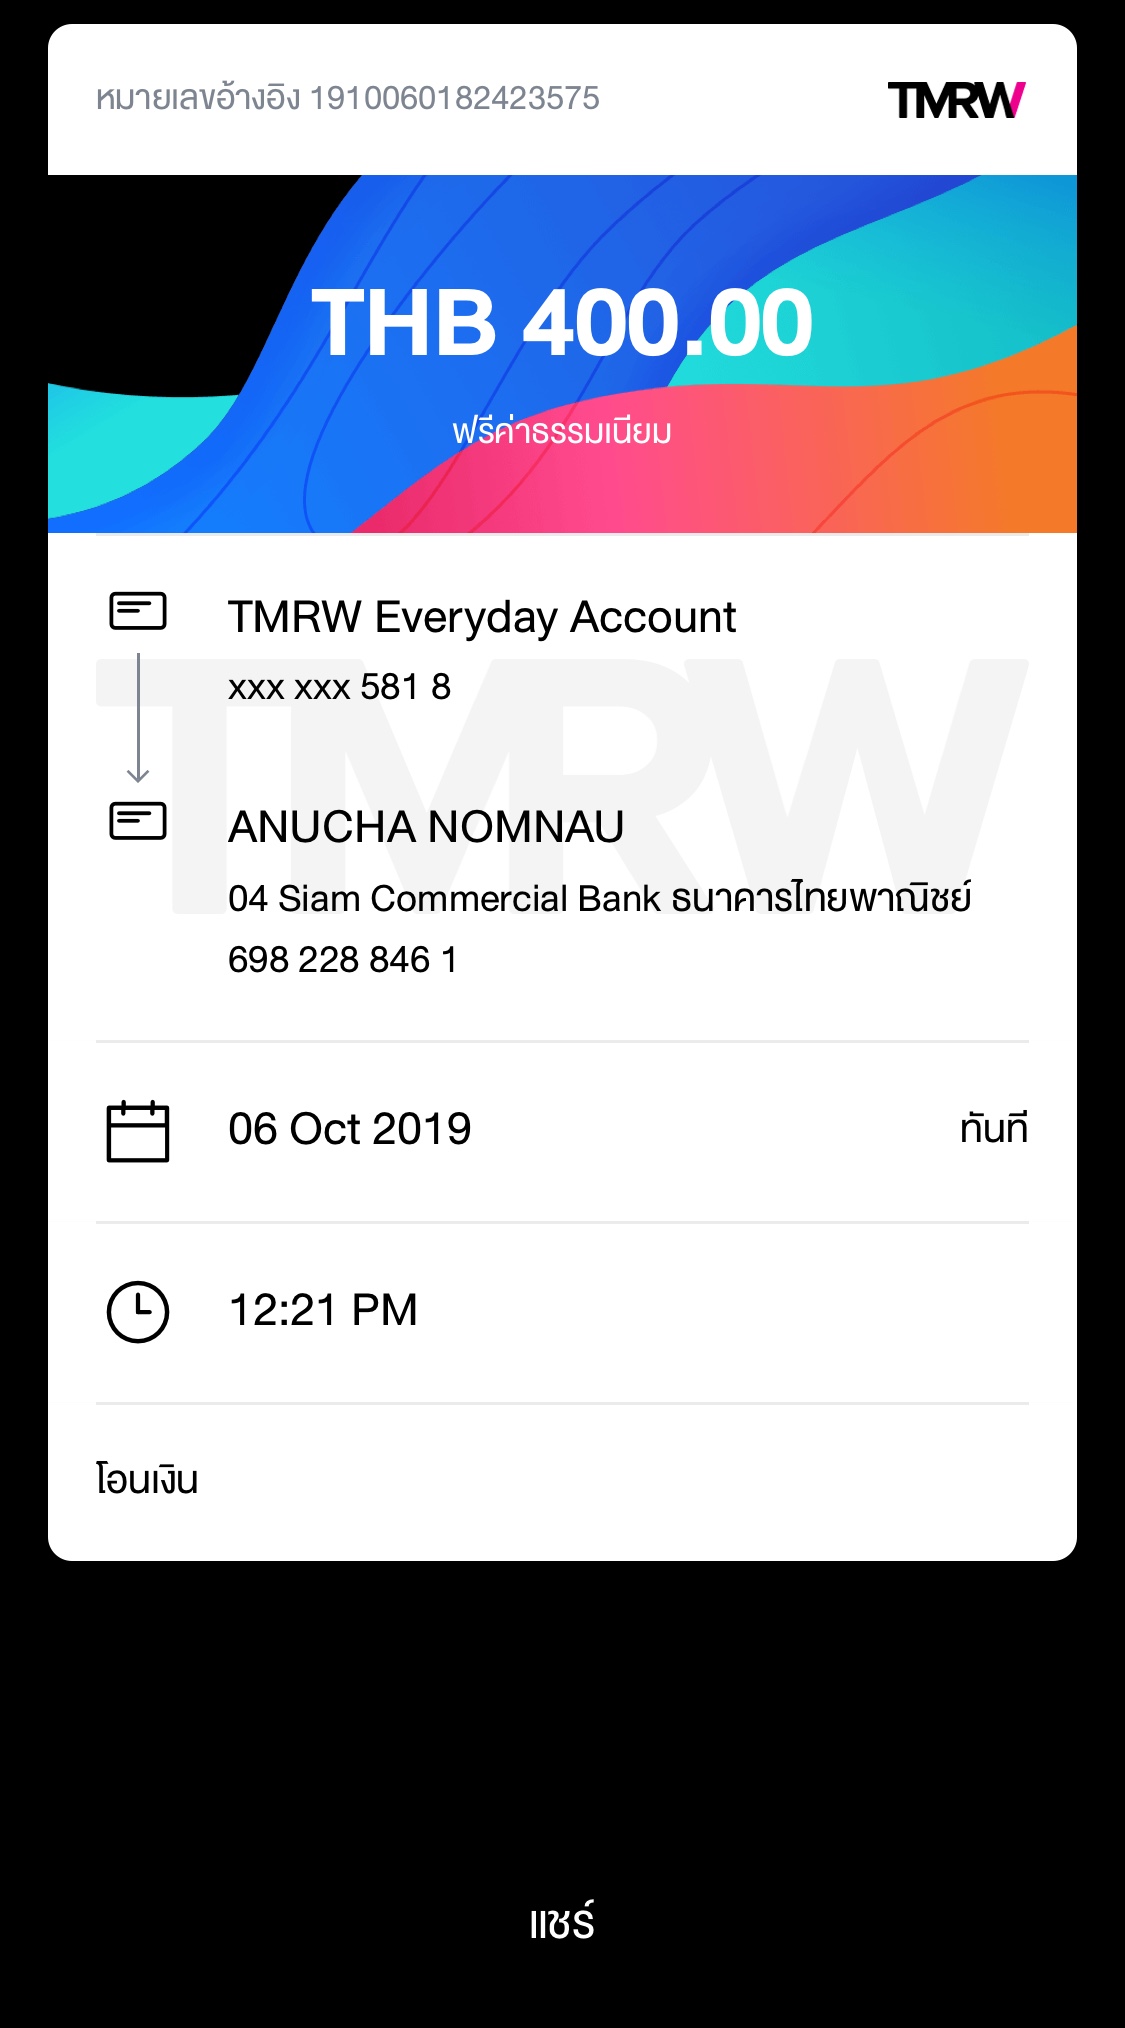 หมายเลขอ้างอิง 1910060182423575
TMRW
THB 400.00
ฟรีค่าธรรมเนียม
TMRW Everyday Account
xxx xxx 581 8
TMRW
ANUCHA NOMNAU
04 Siam Commercial Bank ธนาคารไทยพาณิชย์
698 228 846 1
06 Oct 2019 ทันที
12:21 PM
โอนเงิน
แชร์